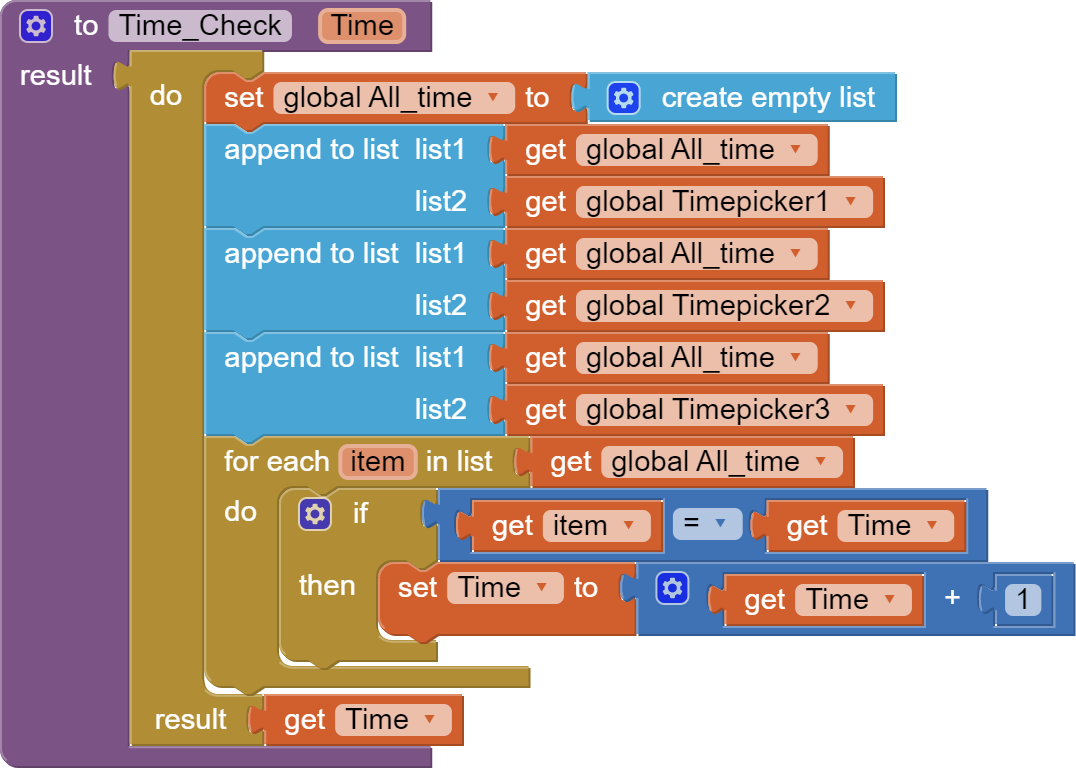 to Time_Check Time
result
do set global All_time to create empty list
append to list list1 get global All_time
list2 get global Timepicker1
append to list list1 get global All_time
list2 get global Timepicker2
append to list list1 get global All_time
list2 get global Timepicker3
for each item in list get global All_time
do if get item = get Time
then set Time to get Time + 1
result get Time